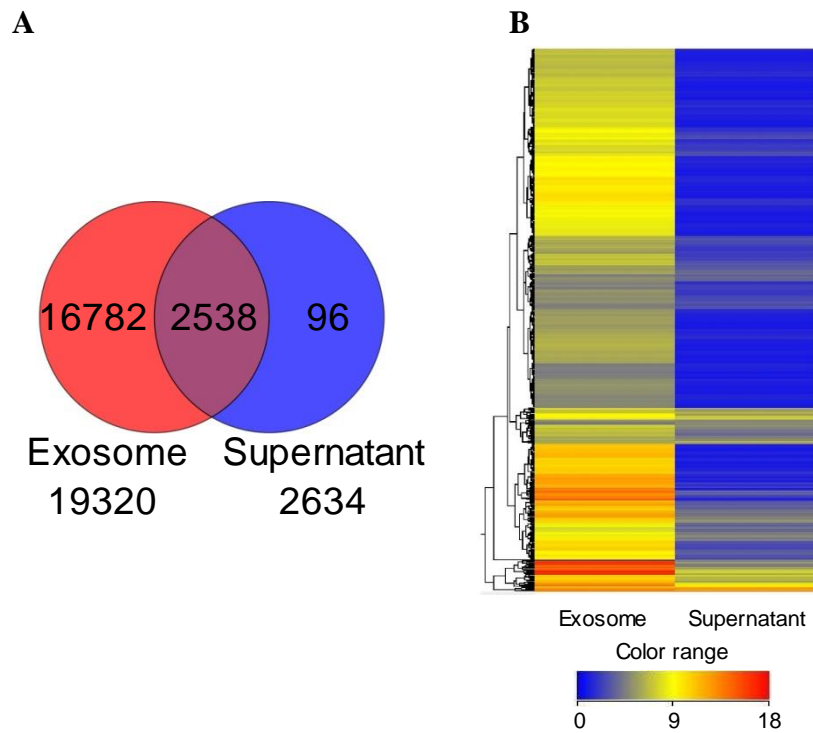 A
B
16782 2538 96
Exosome Supernatant
19320 2634
Exosome Supernatant
Color range
0 9 18